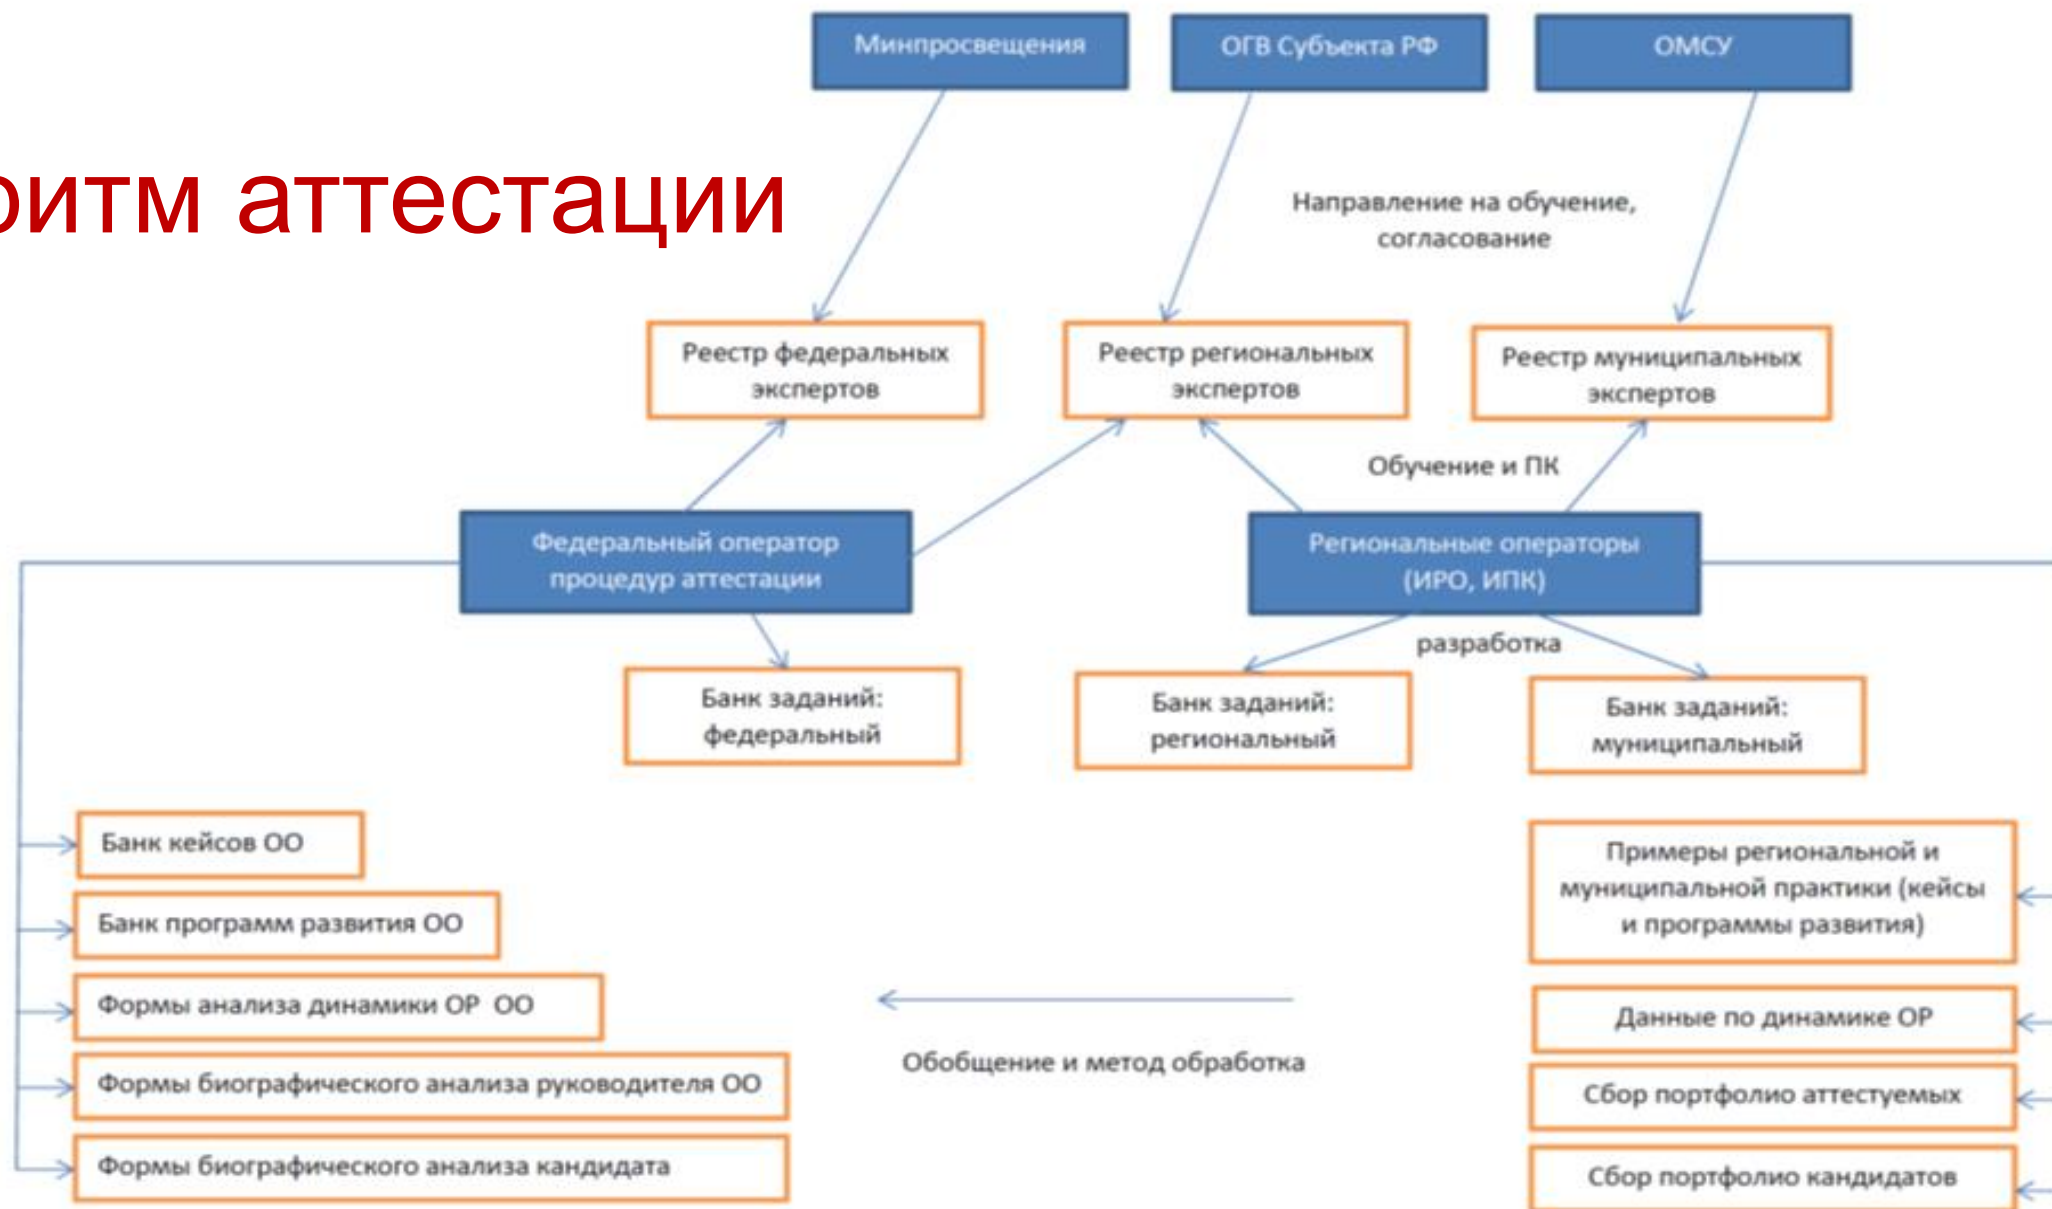 Минпросвещения
ОГВ Субъекта РФ
ОМСУ
ритм аттестации
Направление на обучение,
согласование
Реестр федеральных
экспертов
Реестр региональных
экспертов
Реестр муниципальных
экспертов
Обучение и ПК
Федеральный оператор
процедур аттестации
Региональные операторы
(ИРО, ИПК)
разработка
Банк заданий:
федеральный
Банк заданий:
региональный
Банк заданий:
муниципальный
Банк кейсов ОО
Банк программ развития ОО
Формы анализа динамики ОР ОО
Формы биографического анализа руководителя ОО
Формы биографического анализа кандидата
Обобщение и метод обработка
Примеры региональной и
муниципальной практики (кейсы
и программы развития)
Данные по динамике ОР
Сбор портфолио аттестуемых
Сбор портфолио кандидатов